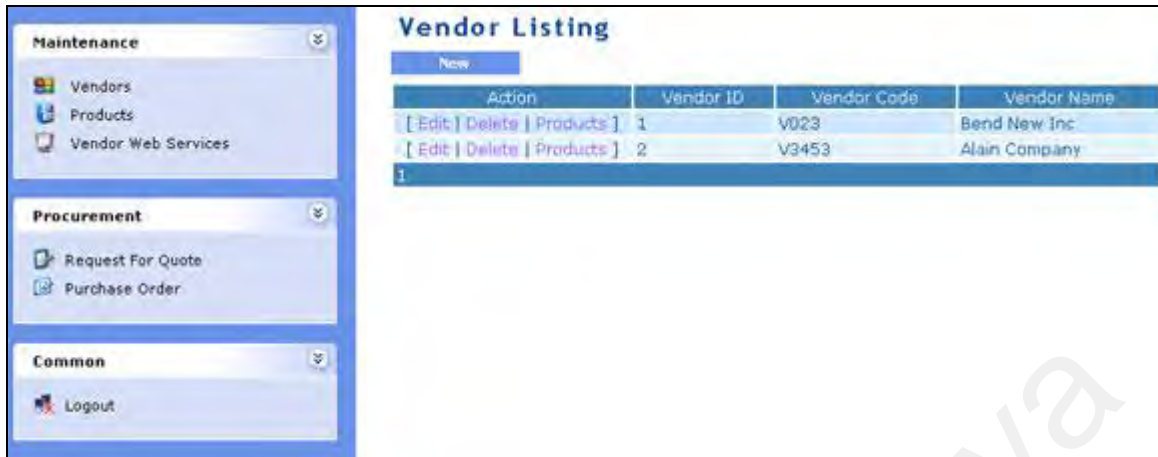 Maintenance
Vendors
Products
Vendor Web Services
Procurement
Request For Quote
Purchase Order
Common
Logout
Vendor Listing
New
Action Vendor ID Vendor Code Vendor Name
[ Edit | Delete | Products ] 1 V023 Bend New Inc
[ Edit | Delete | Products ] 2 V3453 Alain Company
1